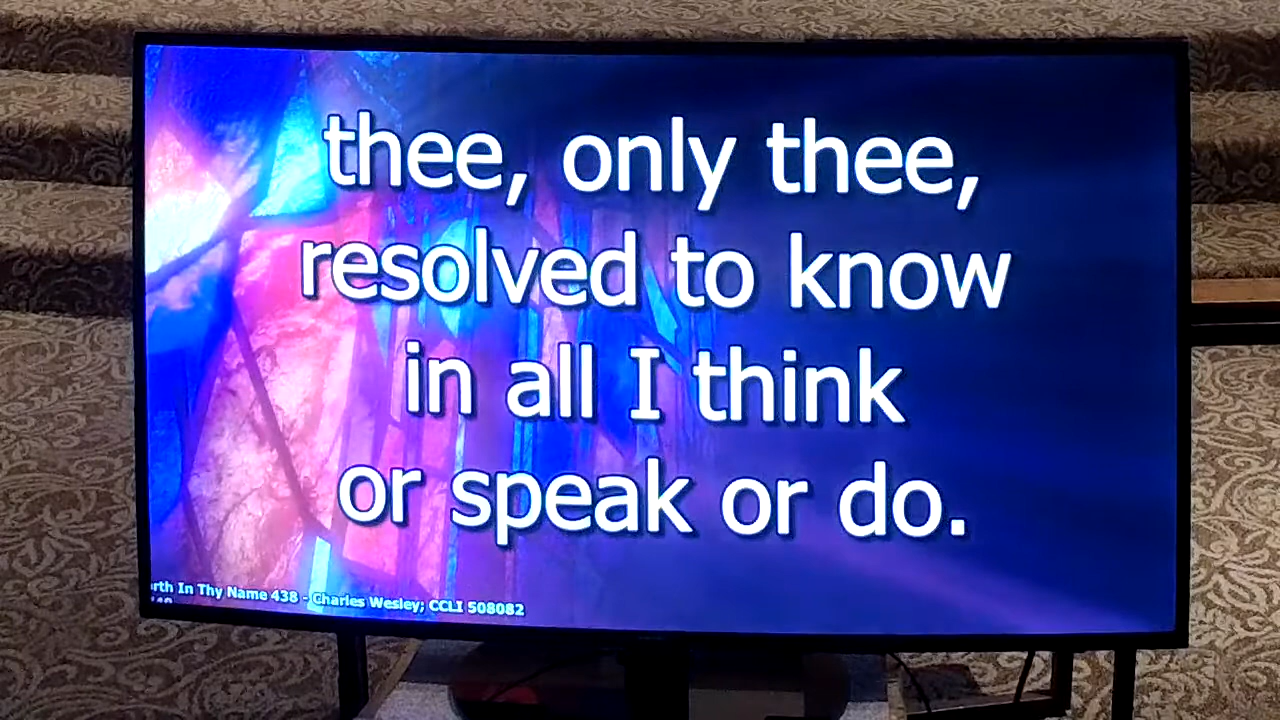 thee, only thee,
resolved to know
in all I think
or speak or do.
rth In Thy Name 438 - Charles Wesley; CCLI 508082